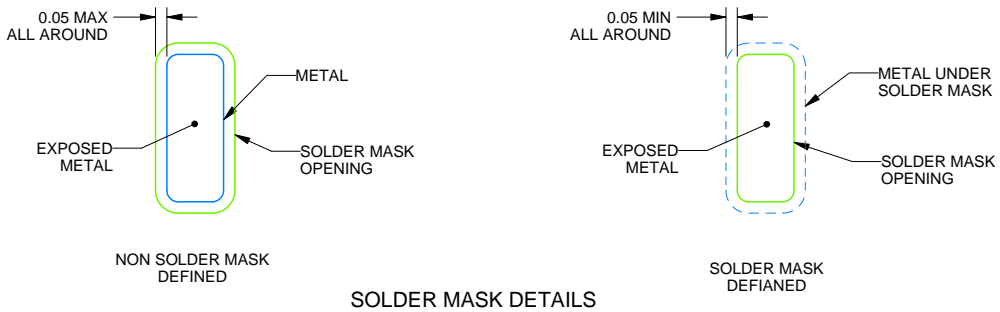 0.05 MAX
ALL AROUND
METAL
EXPOSED
METAL
SOLDER MASK
OPENING
NON SOLDER MASK
DEFINED
0.05 MIN
ALL AROUND
METAL UNDER
SOLDER MASK
EXPOSED
METAL
SOLDER MASK
OPENING
SOLDER MASK
DEFIANED
SOLDER MASK DETAILS